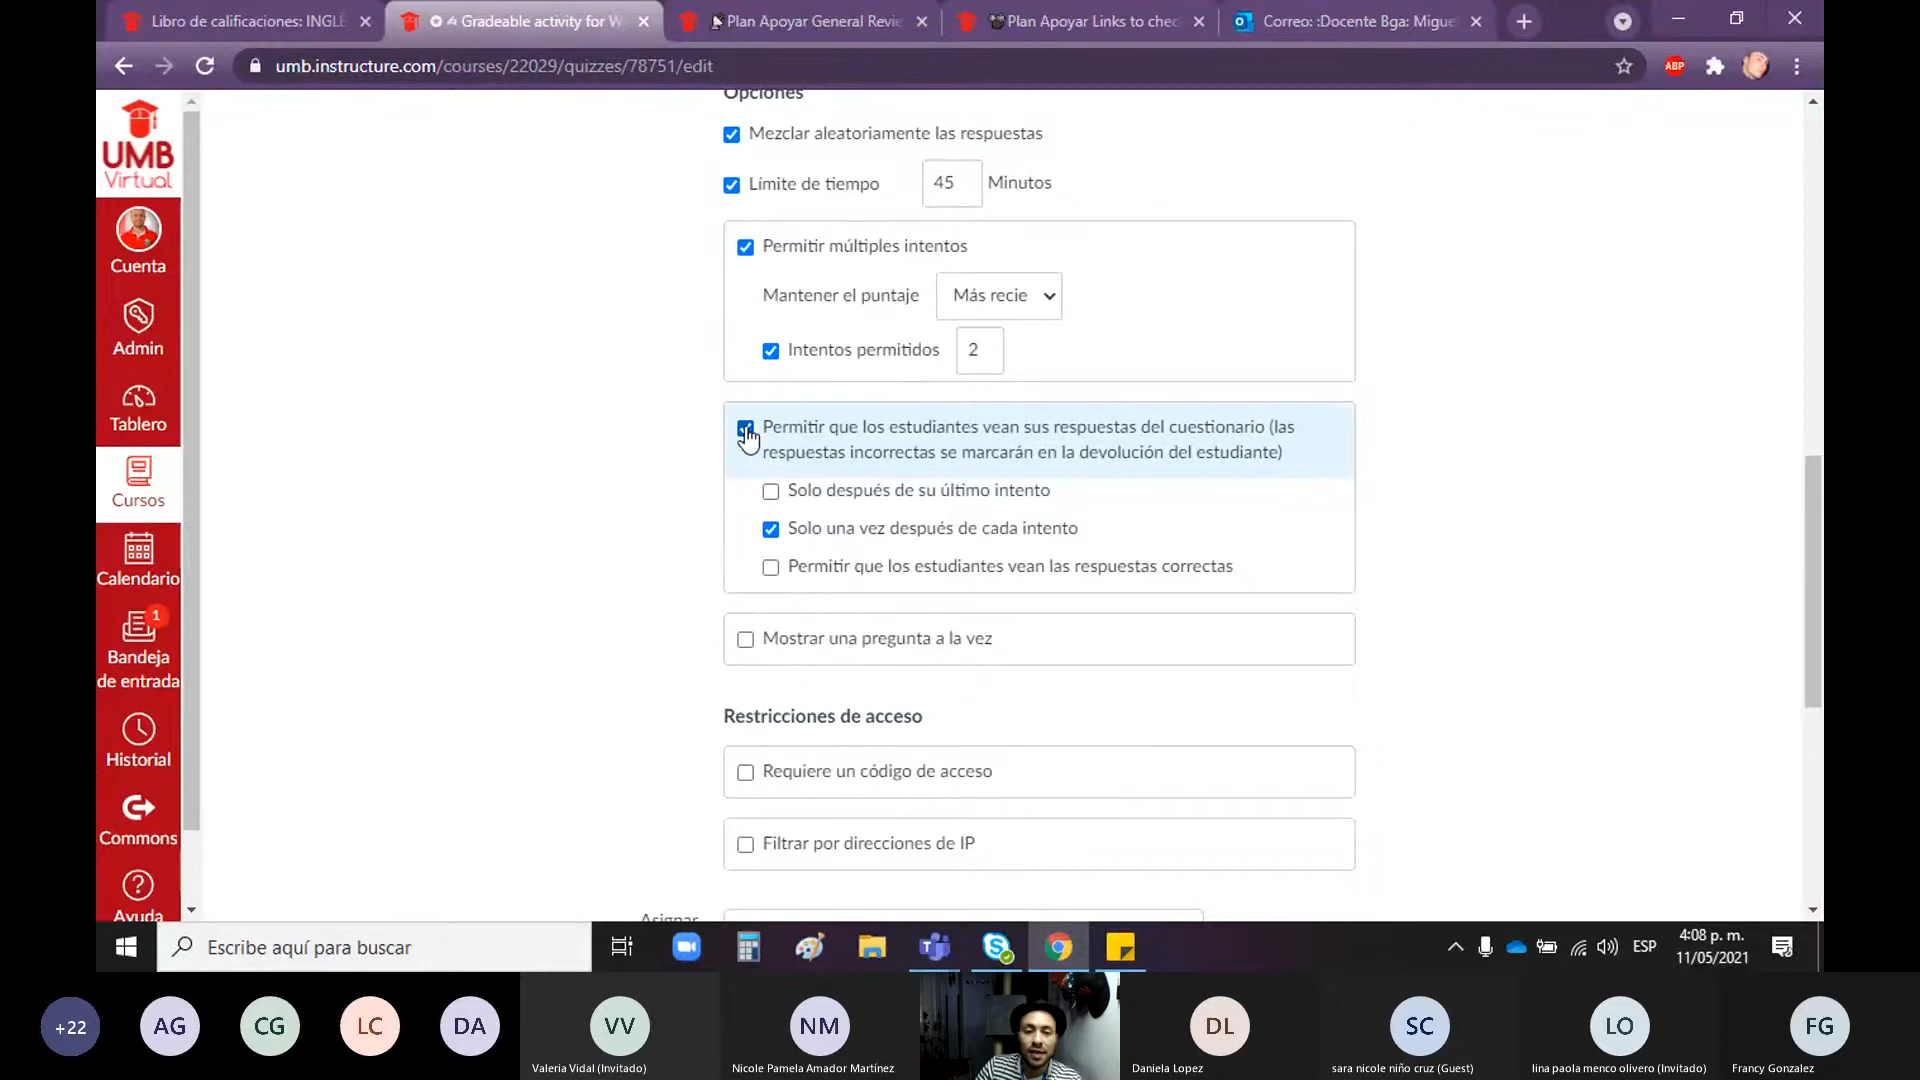 Libro de calificaciones: INGLÉ
Gradeable activity for W
Plan Apoyar General Revie
Plan Apoyar Links to chec
Correo: :Docente Bga: Migue
umb.instructure.com/courses/22029/quizzes/78751/edit
ABP
UMB
Virtual
Cuenta
Admin
Tablero
Cursos
Calendario
1
Bandeja
de entrada
Historial
Commons
Ayuda
Opciones
Mezclar aleatoriamente las respuestas
Límite de tiempo 45 Minutos
Permitir múltiples intentos
Mantener el puntaje Más recie
Intentos permitidos 2
Permitir que los estudiantes vean sus respuestas del cuestionario (las
respuestas incorrectas se marcarán en la devolución del estudiante)
Solo después de su último intento
Solo una vez después de cada intento
Permitir que los estudiantes vean las respuestas correctas
Mostrar una pregunta a la vez
Restricciones de acceso
Requiere un código de acceso
Filtrar por direcciones de IP
Asignar
Escribe aquí para buscar
ESP
4:08 p. m.
11/05/2021
+22
AG
CG
LC
DA
VV
NM
DL
SC
LO
FG
Valeria Vidal (Invitado)
Nicole Pamela Amador Martínez
Daniela Lopez
sara nicole niño cruz (Guest)
lina paola menco olivero (Invitado)
Francy Gonzalez